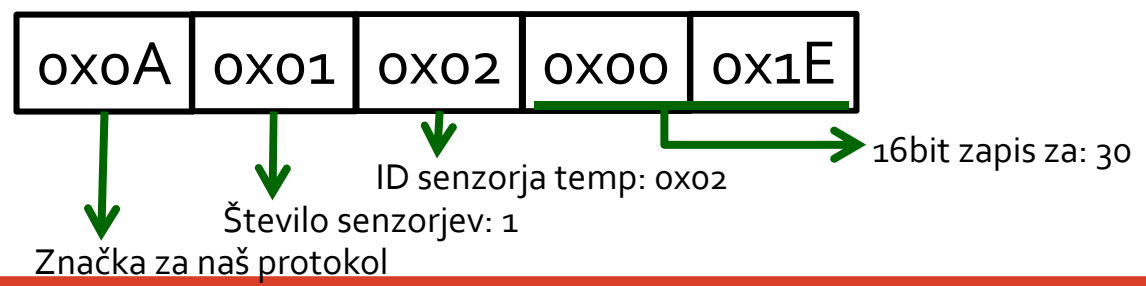 0x0A 0x01 0x02 0x00 0x1E
16bit zapis za: 30
ID senzorja temp: 0x02
Število senzorjev: 1
Značka za naš protokol